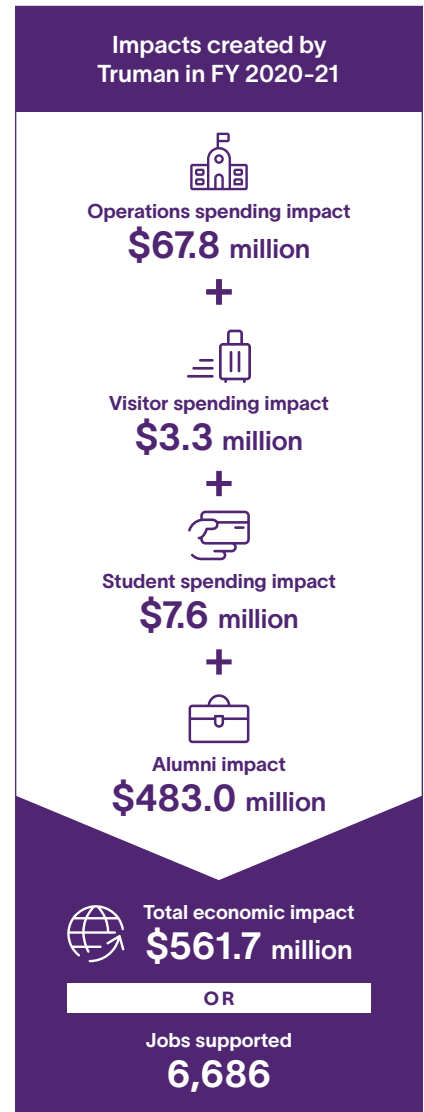 Impacts created by
Truman in FY 2020-21
Operations spending impact
$67.8 million
+
Visitor spending impact
$3.3 million
+
Student spending impact
$7.6 million
+
Alumni impact
$483.0 million
Total economic impact
$561.7 million
OR
Jobs supported
6,686